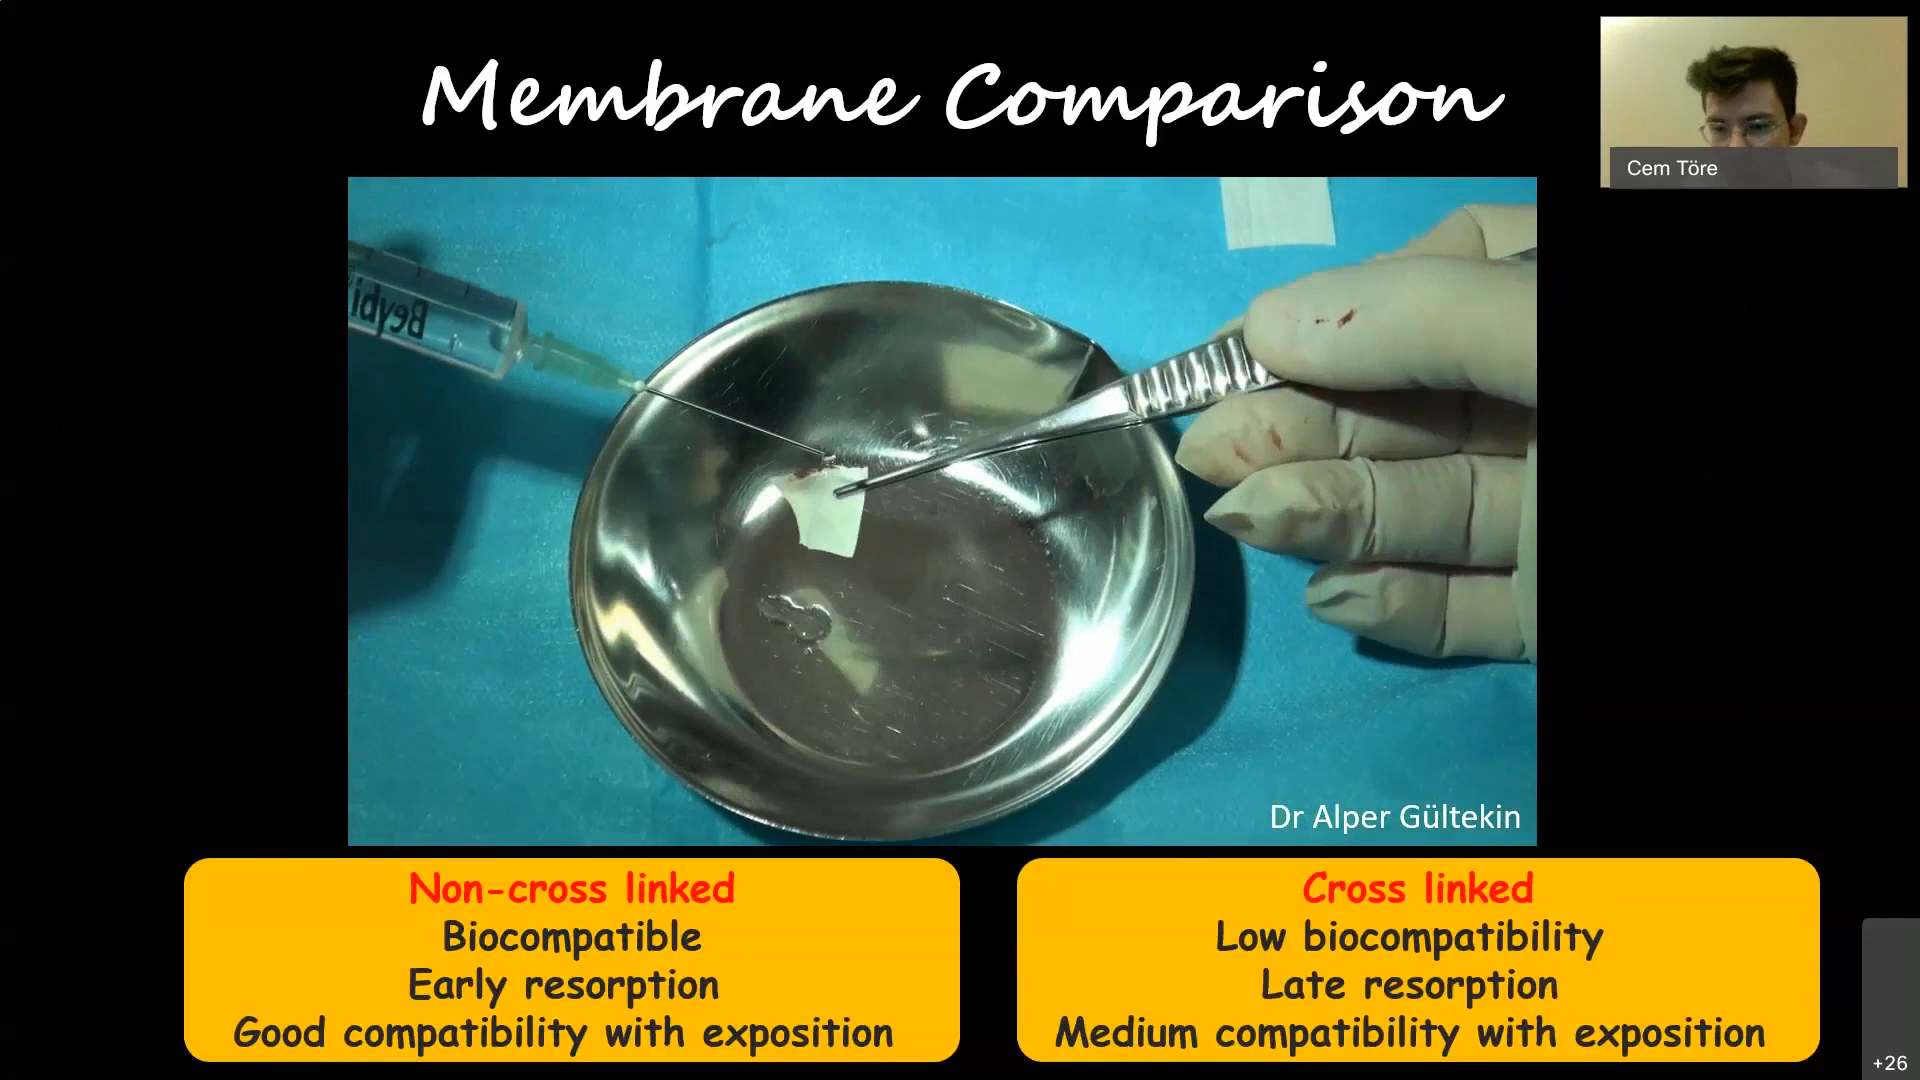 Membrane Comparison
Cem Töre
Beybi
Dr Alper Gültekin
Non-cross linked
Biocompatible
Early resorption
Good compatibility with exposition
Cross linked
Low biocompatibility
Late resorption
Medium compatibility with exposition
+26